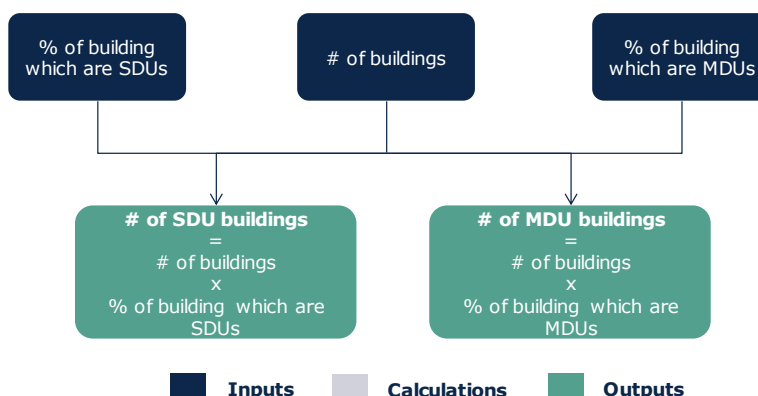 % of building
which are SDUs
# of buildings
% of building
which are MDUs
# of SDU buildings
=
# of buildings
x
% of building which are
SDUs
# of MDU buildings
=
# of buildings
x
% of building which are
MDUs
Inputs
Calculations
Outputs